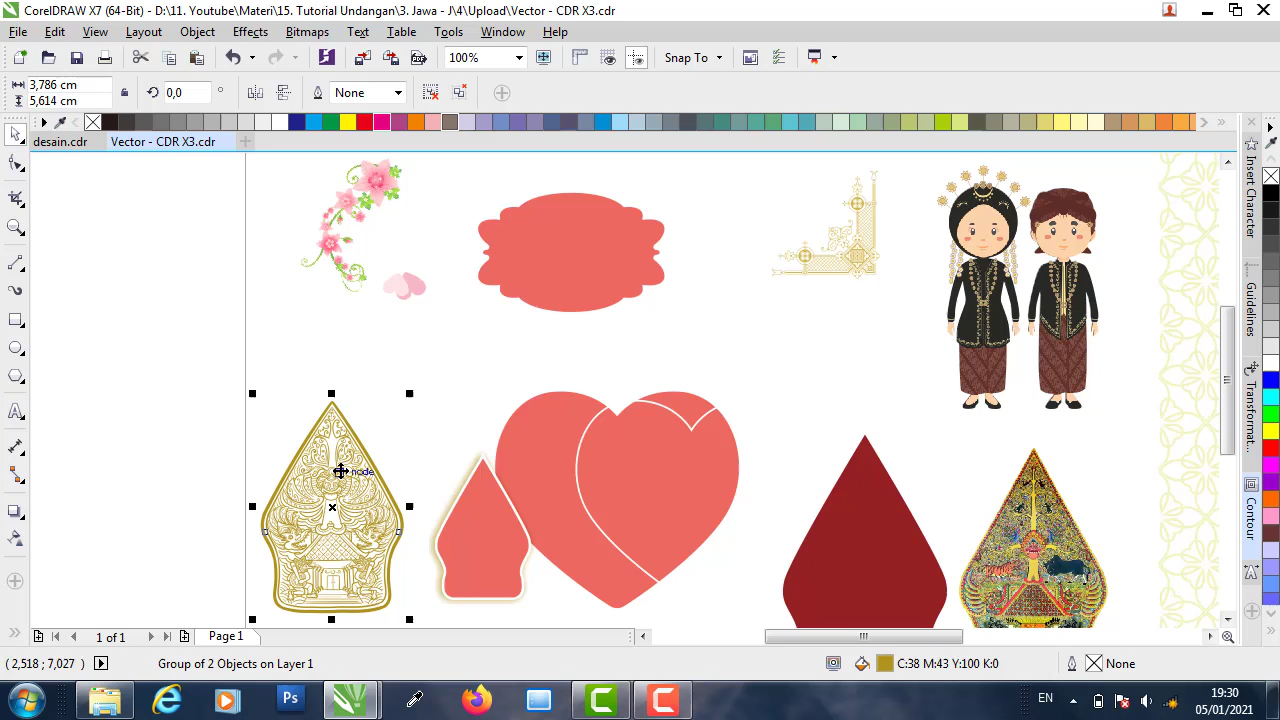 CorelDRAW X7 (64-Bit) - D:\11. Youtube\Materi\15. Tutorial Undangan\3. Jawa - J\4\Upload\Vector - CDR X3.cdr
File Edit View Layout Object Effects Bitmaps Text Table Tools Window Help
100% Snap To
3,786 cm
5,614 cm
0,0 ° None
desain.cdr Vector - CDR X3.cdr
Insert Character
Guidelines
Transformat...
Contour
node
1 of 1 Page 1
(2,518 ; 7,027) Group of 2 Objects on Layer 1 C:38 M:43 Y:100 K:0 None
Ps EN 19:30
05/01/2021